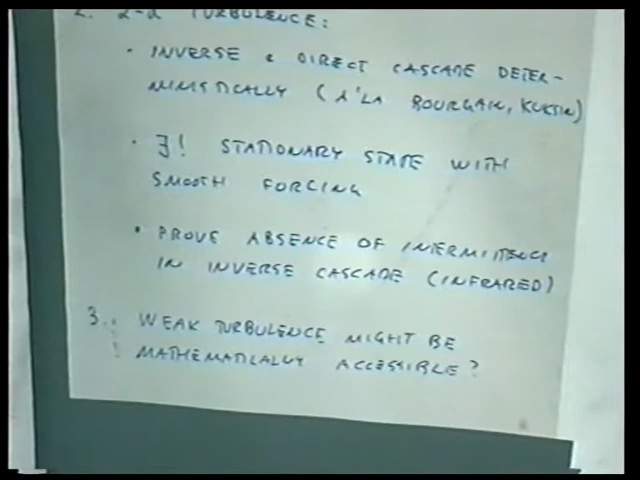 2. 2-d TURBULENCE:
• INVERSE & DIRECT CASCADE DETER-
MINISTICALLY (A'LA BOURGAIN, KUKSIN)
• ∃! STATIONARY STATE WITH
SMOOTH FORCING
• PROVE ABSENCE OF INTERMITTENCY
IN INVERSE CASCADE (INFRARED)
3. WEAK TURBULENCE MIGHT BE
MATHEMATICALLY ACCESSIBLE?